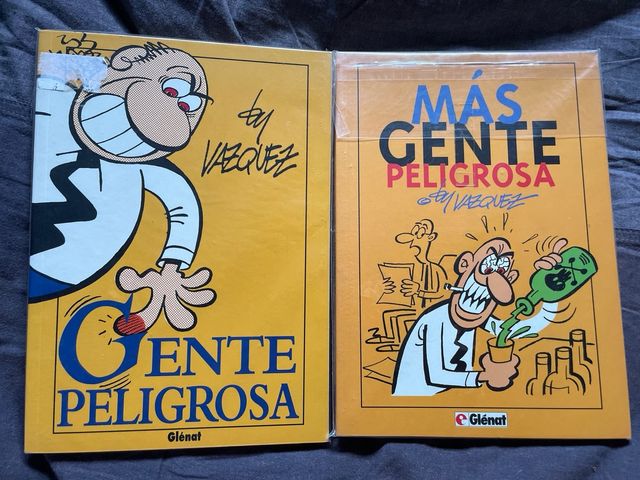 by
VAZQUEZ
GENTE
PELIGROSA
Glénat
MÁS
GENTE
PELIGROSA
by VAZQUEZ
Glénat